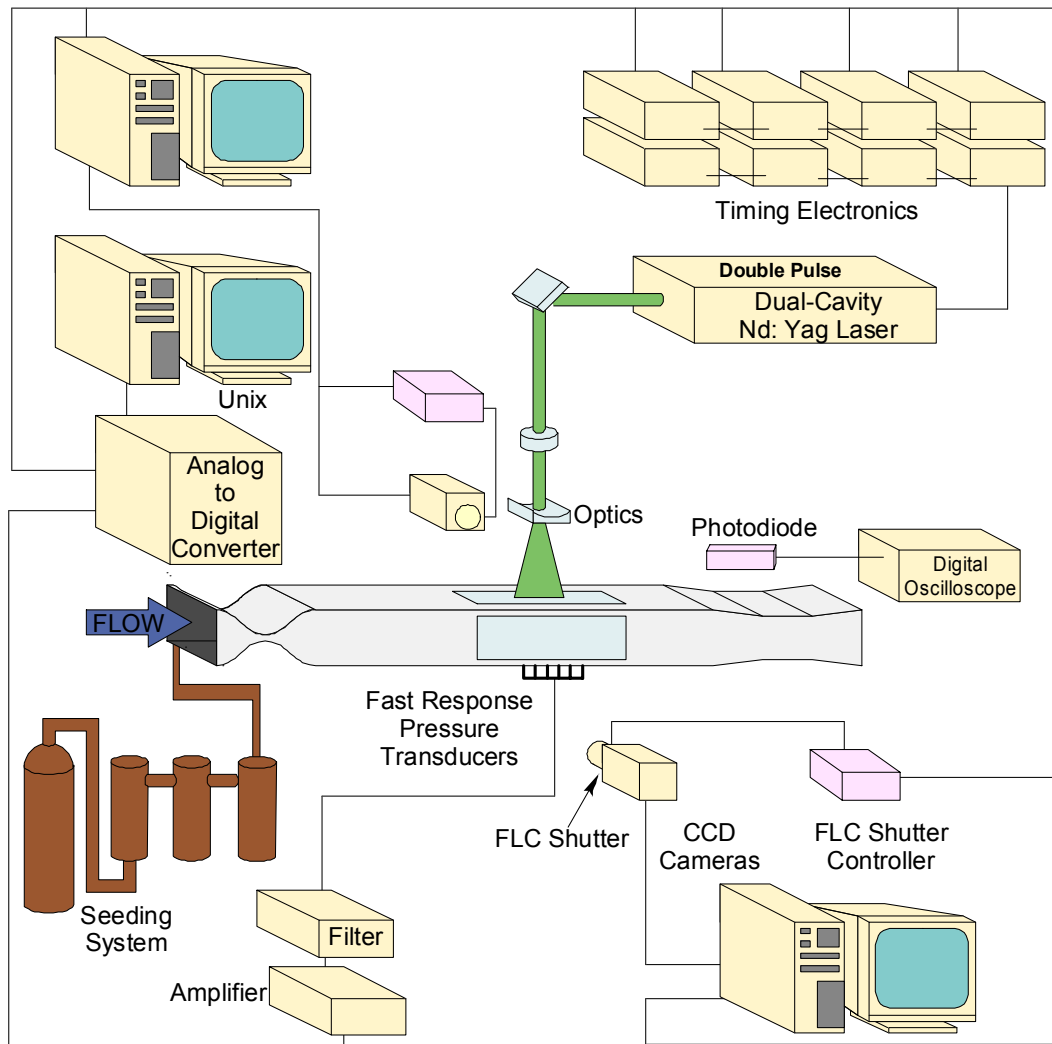 Timing Electronics
Double Pulse
Dual-Cavity
Nd: Yag Laser
Unix
Analog
to
Digital
Converter
Optics
Photodiode
Digital
Oscilloscope
FLOW
Fast Response
Pressure
Transducers
FLC Shutter
CCD
Cameras
FLC Shutter
Controller
Seeding
System
Filter
Amplifier